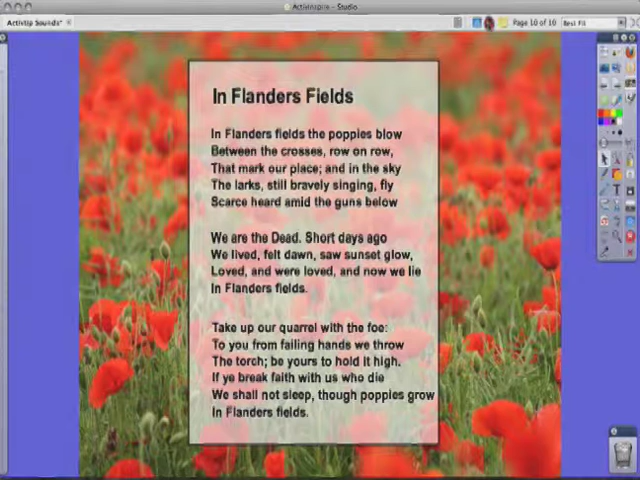 ActivInspire - Studio
Activtip Sounds*
Page 10 of 10
Best Fit
In Flanders Fields
In Flanders fields the poppies blow
Between the crosses, row on row,
That mark our place; and in the sky
The larks, still bravely singing, fly
Scarce heard amid the guns below
We are the Dead. Short days ago
We lived, felt dawn, saw sunset glow,
Loved, and were loved, and now we lie
In Flanders fields.
Take up our quarrel with the foe:
To you from failing hands we throw
The torch; be yours to hold it high.
If ye break faith with us who die
We shall not sleep, though poppies grow
In Flanders fields.